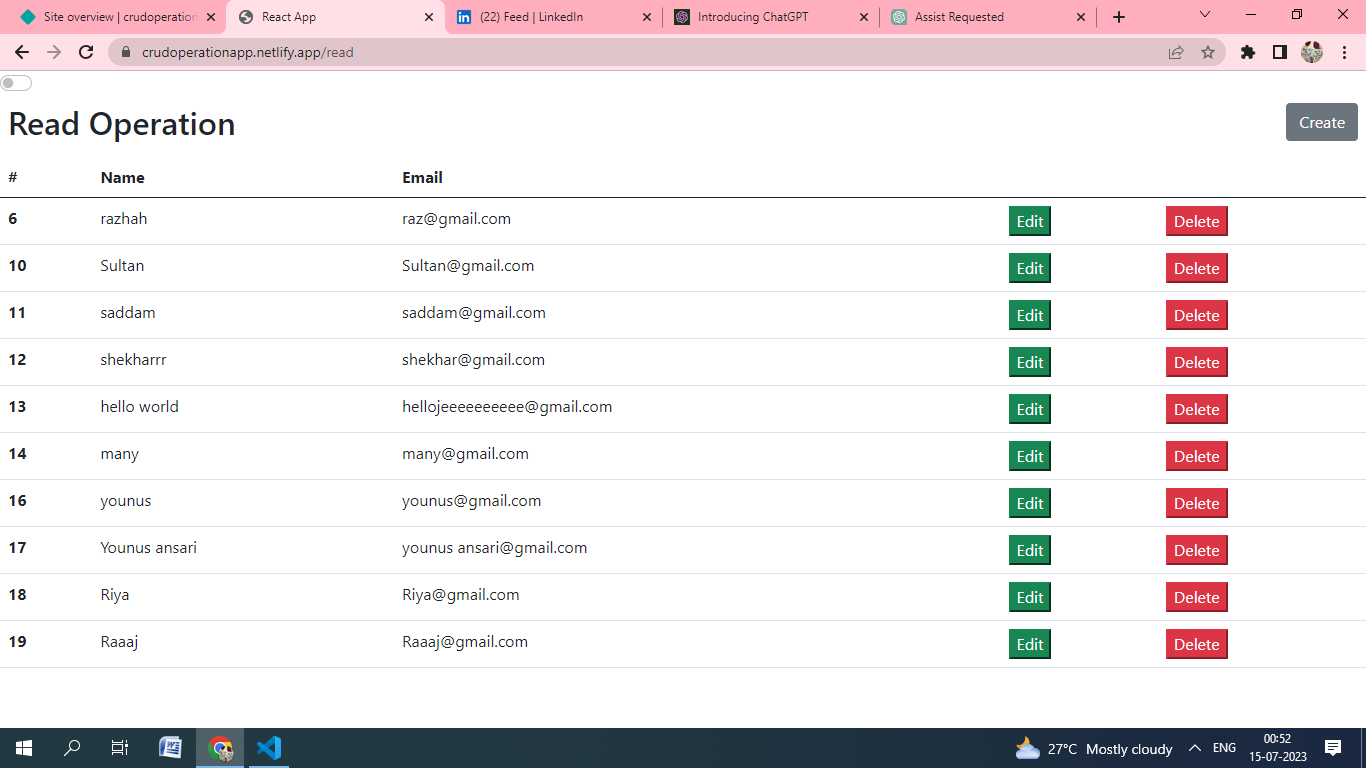 Site overview | crudoperation
React App
(22) Feed | LinkedIn
Introducing ChatGPT
Assist Requested
crudoperationapp.netlify.app/read
Read Operation
Create
# Name Email
6 razhah raz@gmail.com Edit Delete
10 Sultan Sultan@gmail.com Edit Delete
11 saddam saddam@gmail.com Edit Delete
12 shekharrr shekhar@gmail.com Edit Delete
13 hello world hellojeeeeeeeeee@gmail.com Edit Delete
14 many many@gmail.com Edit Delete
16 younus younus@gmail.com Edit Delete
17 Younus ansari younus ansari@gmail.com Edit Delete
18 Riya Riya@gmail.com Edit Delete
19 Raaaj Raaaj@gmail.com Edit Delete
27°C Mostly cloudy
ENG
00:52
15-07-2023